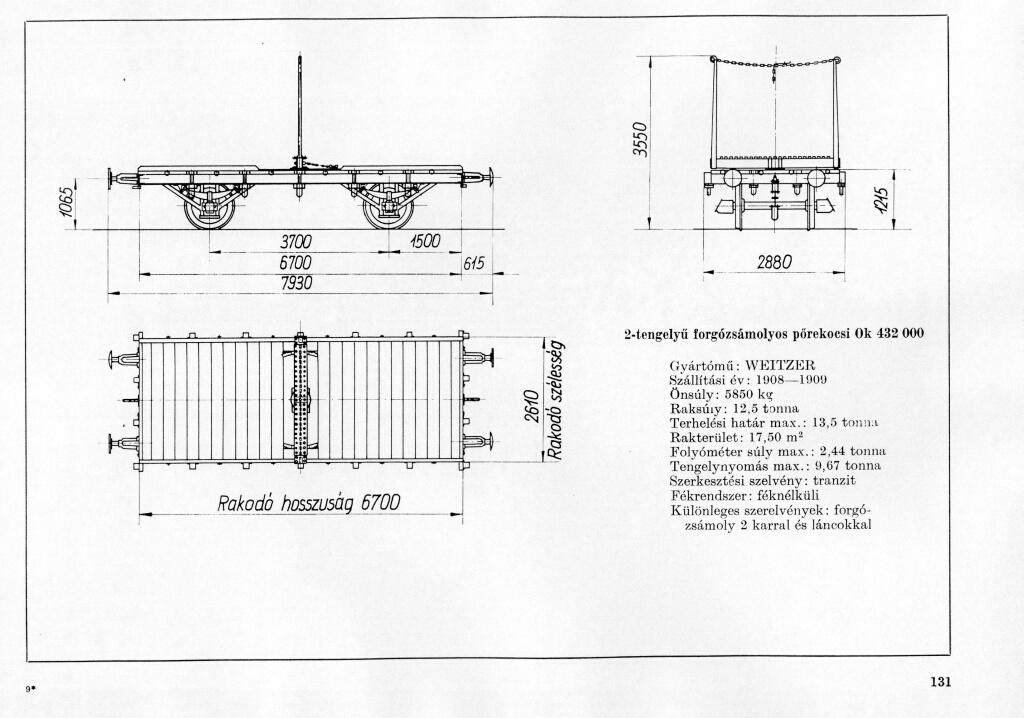 3550
1065
1215
3700
1500
6700
615
7930
2880
2610
Rakodó szélesség
Rakodó hosszuság 6700
2-tengelyű forgózsámolyos pőrekocsi Ok 432 000
Gyártómű: WEITZER
Szállítási év: 1908—1909
Önsúly: 5850 kg
Raksúly: 12,5 tonna
Terhelési határ max.: 13,5 tonna
Rakterület: 17,50 m²
Folyóméter súly max.: 2,44 tonna
Tengelynyomás max.: 9,67 tonna
Szerkesztési szelvény: tranzit
Fékrendszer: féknélküli
Különleges szerelvények: forgó-
zsámoly 2 karral és láncokkal
9*
131